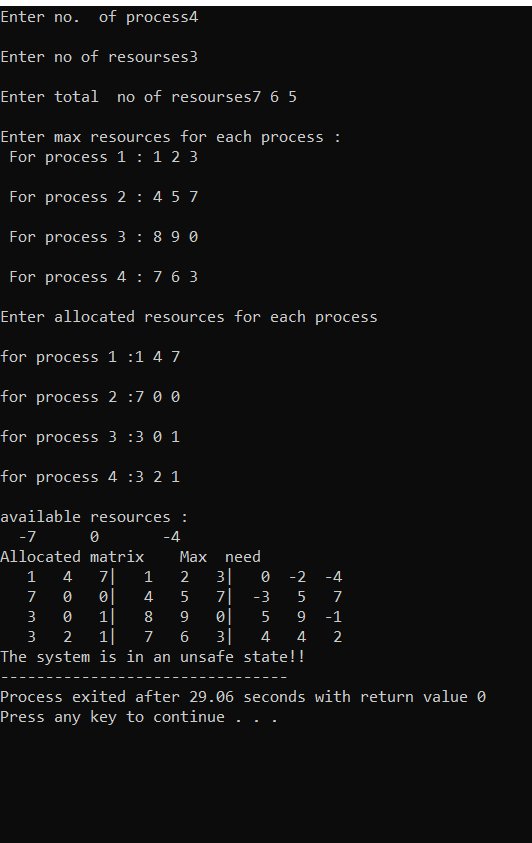 Enter no.  of process4
Enter no of resourses3
Enter total  no of resourses7 6 5
Enter max resources for each process :
 For process 1 : 1 2 3
 For process 2 : 4 5 7
 For process 3 : 8 9 0
 For process 4 : 7 6 3
Enter allocated resources for each process
for process 1 :1 4 7
for process 2 :7 0 0
for process 3 :3 0 1
for process 4 :3 2 1
available resources :
  -7      0       -4
Allocated matrix    Max  need
   1   4   7|   1   2   3|   0  -2  -4
   7   0   0|   4   5   7|  -3   5   7
   3   0   1|   8   9   0|   5   9  -1
   3   2   1|   7   6   3|   4   4   2
The system is in an unsafe state!!
--------------------------------
Process exited after 29.06 seconds with return value 0
Press any key to continue . . .